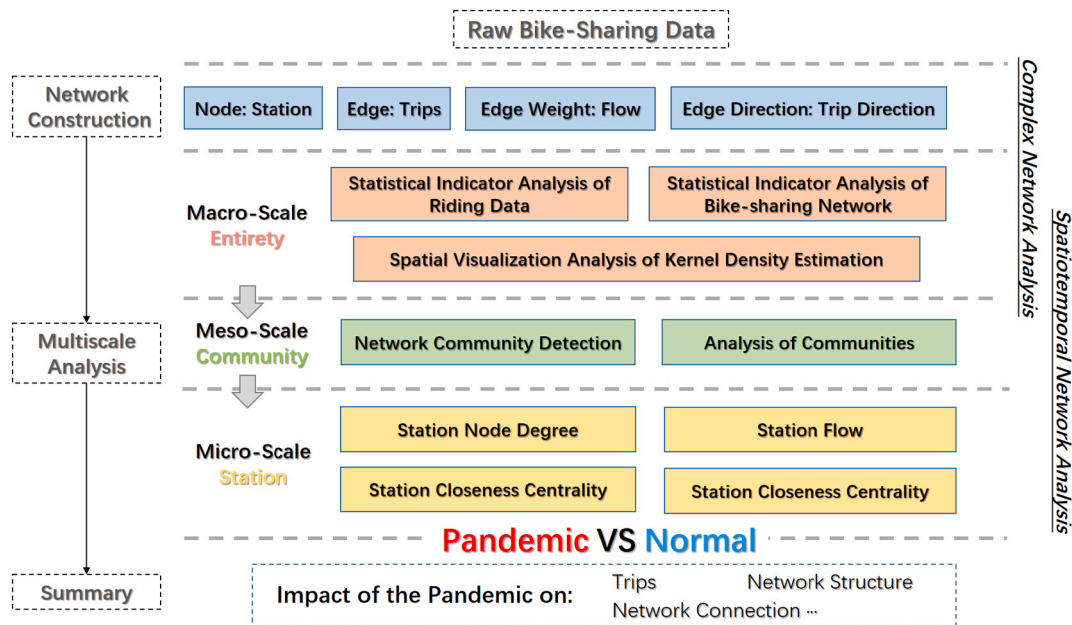 Raw Bike-Sharing Data
Network
Construction
Node: Station
Edge: Trips
Edge Weight: Flow
Edge Direction: Trip Direction
Complex Network Analysis
Spatiotemporal Network Analysis
Macro-Scale
Entirety
Statistical Indicator Analysis of
Riding Data
Statistical Indicator Analysis of
Bike-sharing Network
Spatial Visualization Analysis of Kernel Density Estimation
Multiscale
Analysis
Meso-Scale
Community
Network Community Detection
Analysis of Communities
Micro-Scale
Station
Station Node Degree
Station Flow
Station Closeness Centrality
Station Closeness Centrality
Pandemic VS Normal
Summary
Impact of the Pandemic on:
Trips
Network Structure
Network Connection ···